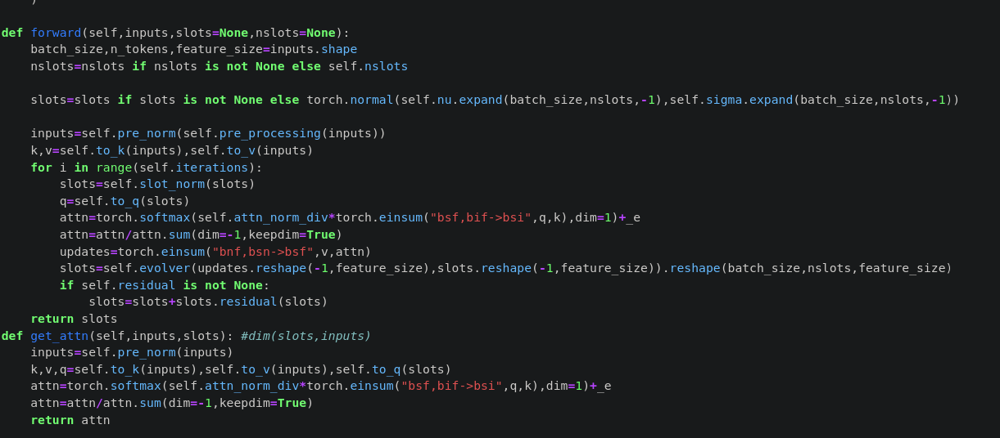 )
def forward(self,inputs,slots=None,nslots=None):
    batch_size,n_tokens,feature_size=inputs.shape
    nslots=nslots if nslots is not None else self.nslots
    slots=slots if slots is not None else torch.normal(self.nu.expand(batch_size,nslots,-1),self.sigma.expand(batch_size,nslots,-1))
    inputs=self.pre_norm(self.pre_processing(inputs))
    k,v=self.to_k(inputs),self.to_v(inputs)
    for i in range(self.iterations):
        slots=self.slot_norm(slots)
        q=self.to_q(slots)
        attn=torch.softmax(self.attn_norm_div*torch.einsum("bsf,bif->bsi",q,k),dim=1)+_e
        attn=attn/attn.sum(dim=-1,keepdim=True)
        updates=torch.einsum("bnf,bsn->bsf",v,attn)
        slots=self.evolver(updates.reshape(-1,feature_size),slots.reshape(-1,feature_size)).reshape(batch_size,nslots,feature_size)
        if self.residual is not None:
            slots=slots+slots.residual(slots)
    return slots
def get_attn(self,inputs,slots): #dim(slots,inputs)
    inputs=self.pre_norm(inputs)
    k,v,q=self.to_k(inputs),self.to_v(inputs),self.to_q(slots)
    attn=torch.softmax(self.attn_norm_div*torch.einsum("bsf,bif->bsi",q,k),dim=1)+_e
    attn=attn/attn.sum(dim=-1,keepdim=True)
    return attn